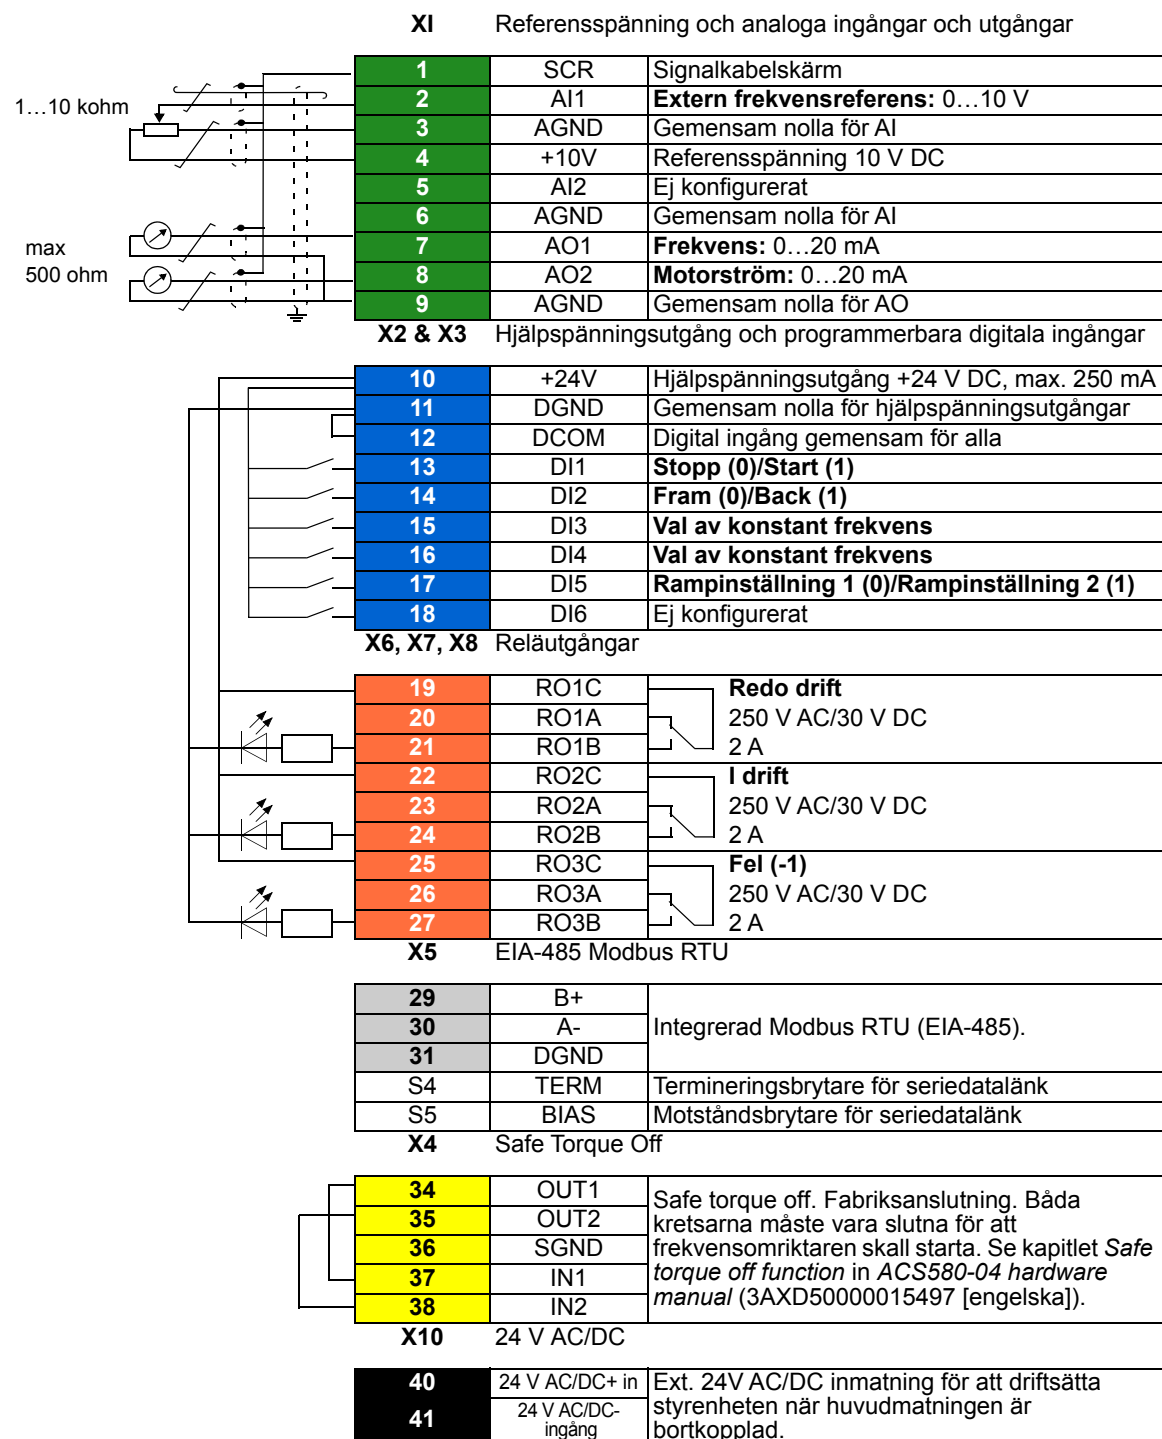 XI Referensspänning och analoga ingångar och utgångar
1 SCR Signalkabelskärm
1…10 kohm
2 AI1 Extern frekvensreferens: 0…10 V
3 AGND Gemensam nolla för AI
4 +10V Referensspänning 10 V DC
5 AI2 Ej konfigurerat
6 AGND Gemensam nolla för AI
max
500 ohm
7 AO1 Frekvens: 0…20 mA
8 AO2 Motorström: 0…20 mA
9 AGND Gemensam nolla för AO
X2 & X3 Hjälpspänningsutgång och programmerbara digitala ingångar
10 +24V Hjälpspänningsutgång +24 V DC, max. 250 mA
11 DGND Gemensam nolla för hjälpspänningsutgångar
12 DCOM Digital ingång gemensam för alla
13 DI1 Stopp (0)/Start (1)
14 DI2 Fram (0)/Back (1)
15 DI3 Val av konstant frekvens
16 DI4 Val av konstant frekvens
17 DI5 Rampinställning 1 (0)/Rampinställning 2 (1)
18 DI6 Ej konfigurerat
X6, X7, X8 Reläutgångar
19 RO1C Redo drift
20 RO1A 250 V AC/30 V DC
21 RO1B 2 A
22 RO2C I drift
23 RO2A 250 V AC/30 V DC
24 RO2B 2 A
25 RO3C Fel (-1)
26 RO3A 250 V AC/30 V DC
27 RO3B 2 A
X5 EIA-485 Modbus RTU
29 B+
30 A- Integrerad Modbus RTU (EIA-485).
31 DGND
S4 TERM Termineringsbrytare för seriedatalänk
S5 BIAS Motståndsbrytare för seriedatalänk
X4 Safe Torque Off
34 OUT1
35 OUT2
36 SGND
37 IN1
38 IN2
Safe torque off. Fabriksanslutning. Båda
kretsarna måste vara slutna för att
frekvensomriktaren skall starta. Se kapitlet Safe
torque off function in ACS580-04 hardware
manual (3AXD50000015497 [engelska]).
X10 24 V AC/DC
40 24 V AC/DC+ in
41 24 V AC/DC-
ingång
Ext. 24V AC/DC inmatning för att driftsätta
styrenheten när huvudmatningen är
bortkopplad.